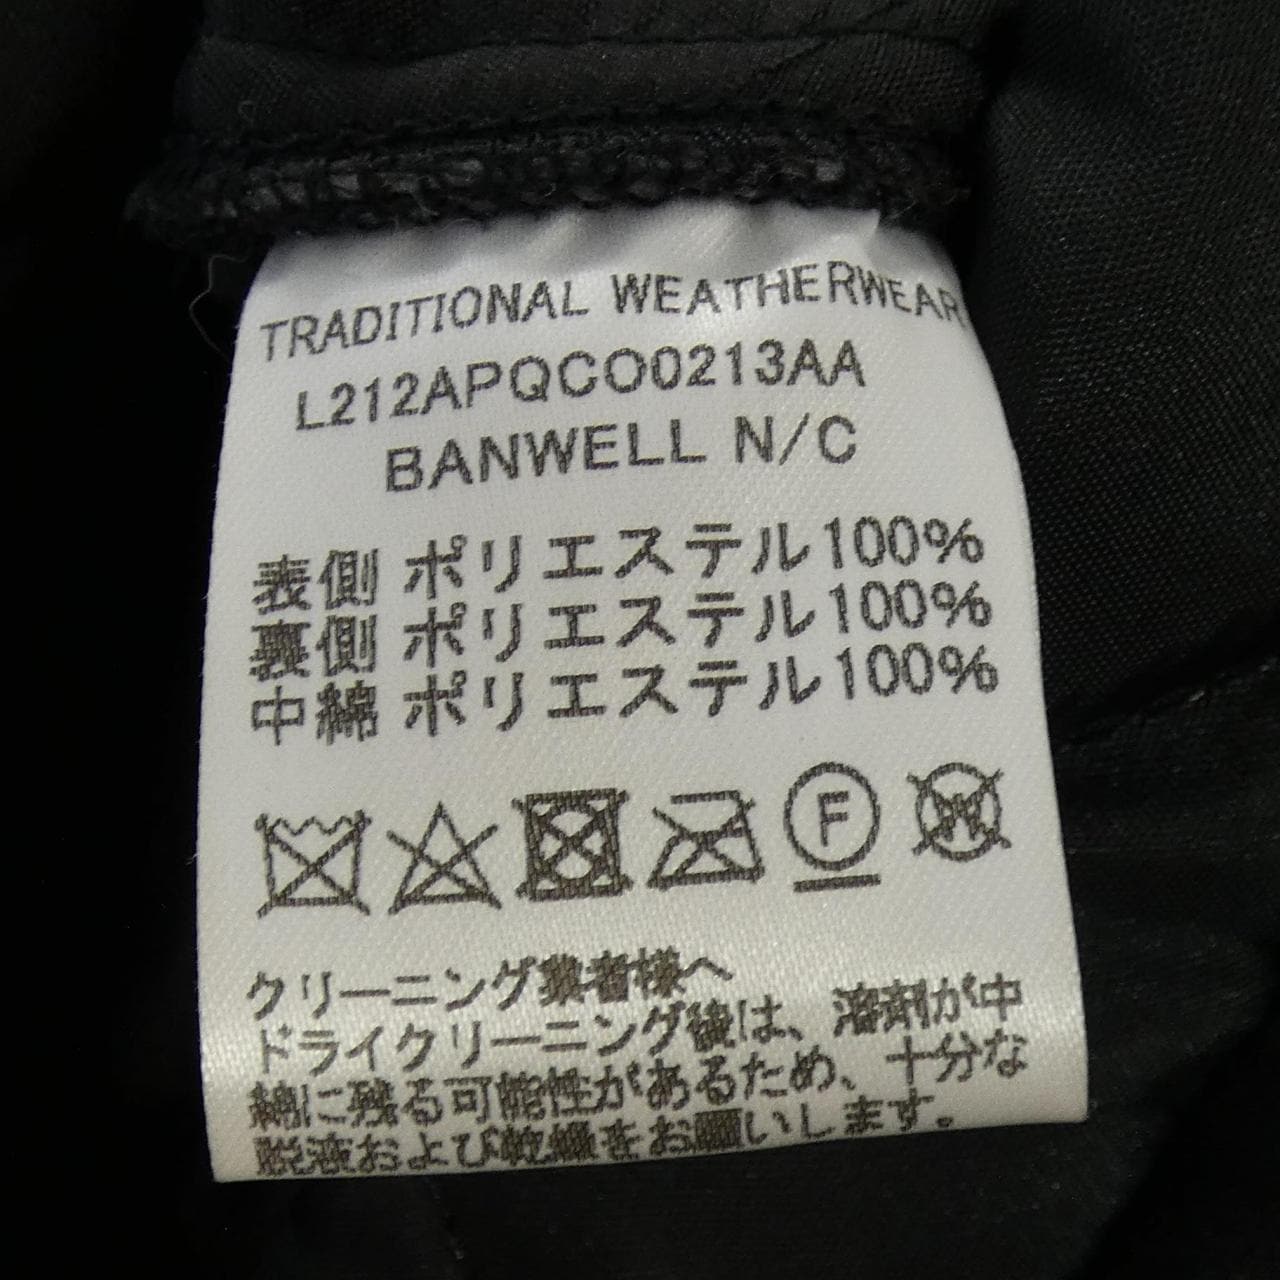 TRADITIONAL WEATHERWEAR
L212APQCO0213AA
BANWELL N/C
表側 ポリエステル100%
裏側 ポリエステル100%
中綿 ポリエステル100%
F
W
クリーニング業者様へ
ドライクリーニング後は、溶剤が中
綿に残る可能性があるため、十分な
脱液および乾燥をお願いします。